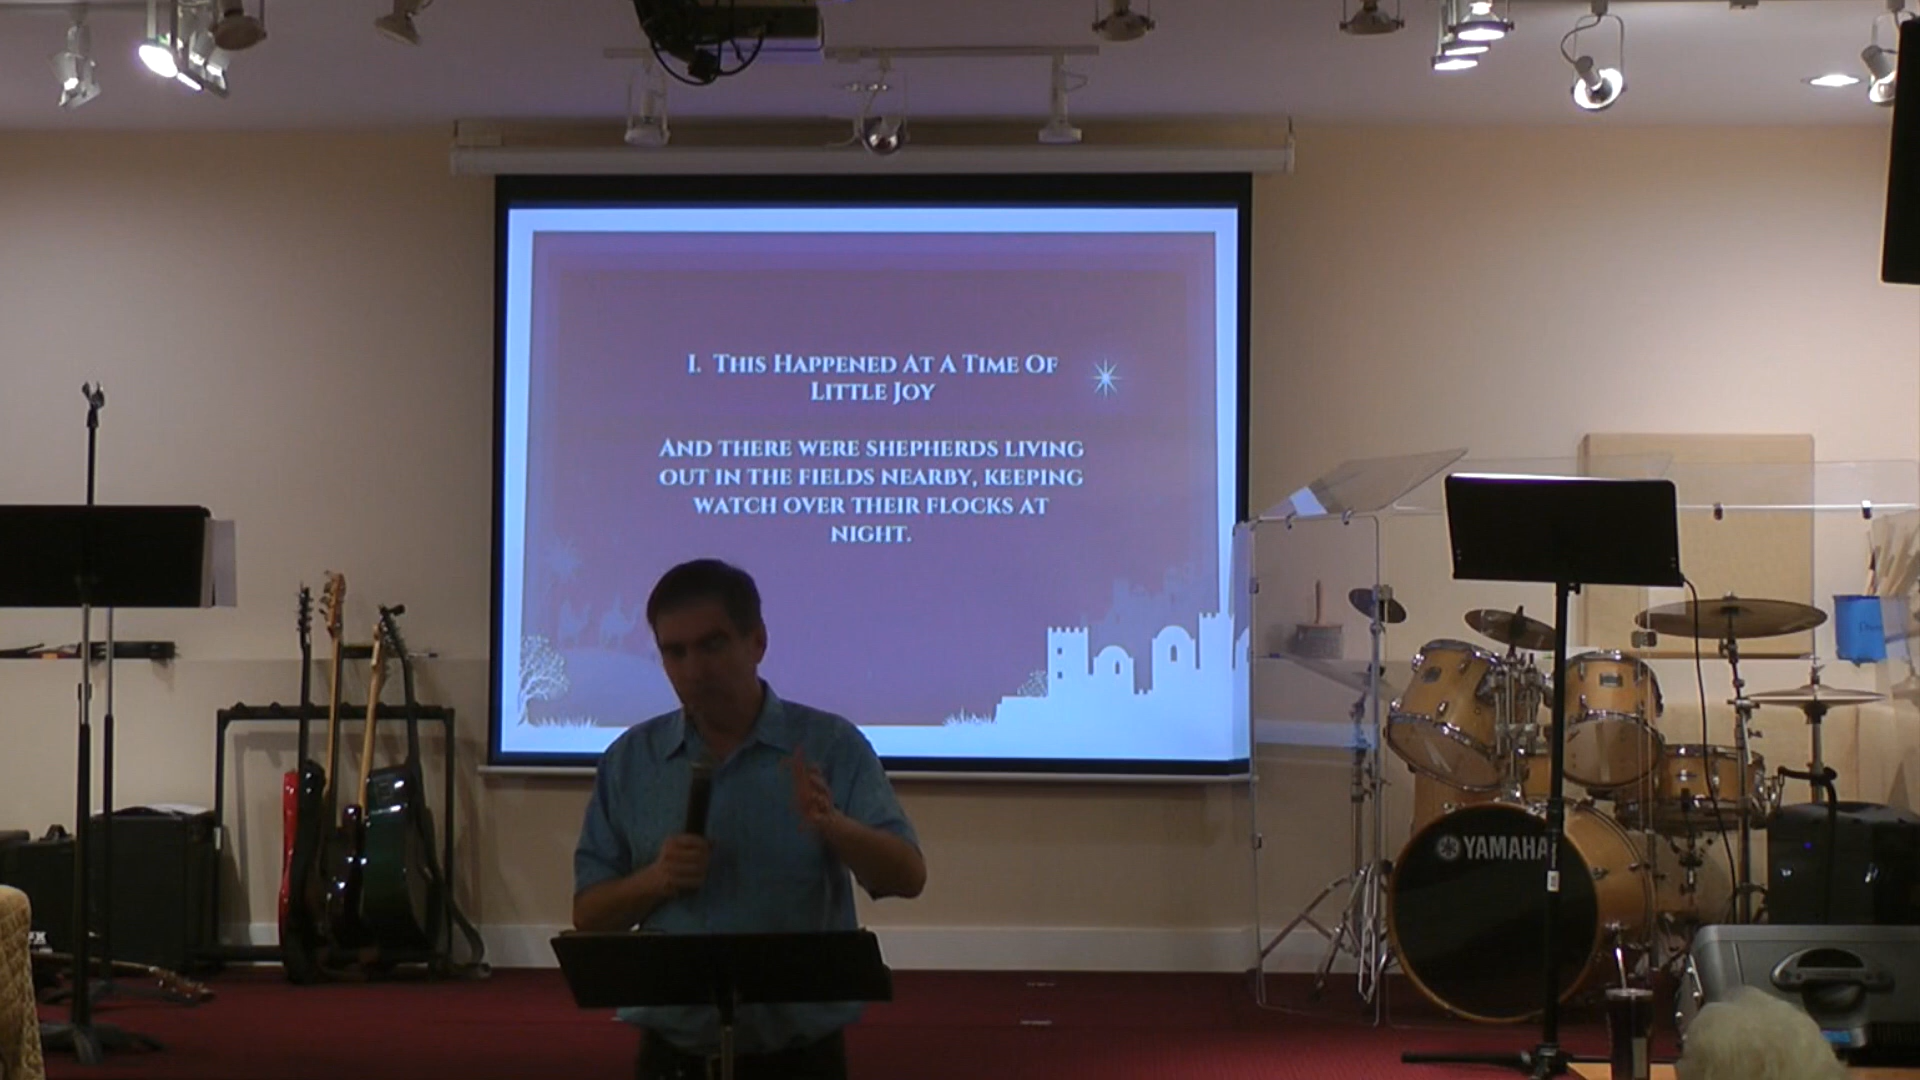 I. This Happened At A Time Of
Little Joy
And there were shepherds living
out in the fields nearby, keeping
watch over their flocks at
night.
YAMAHA